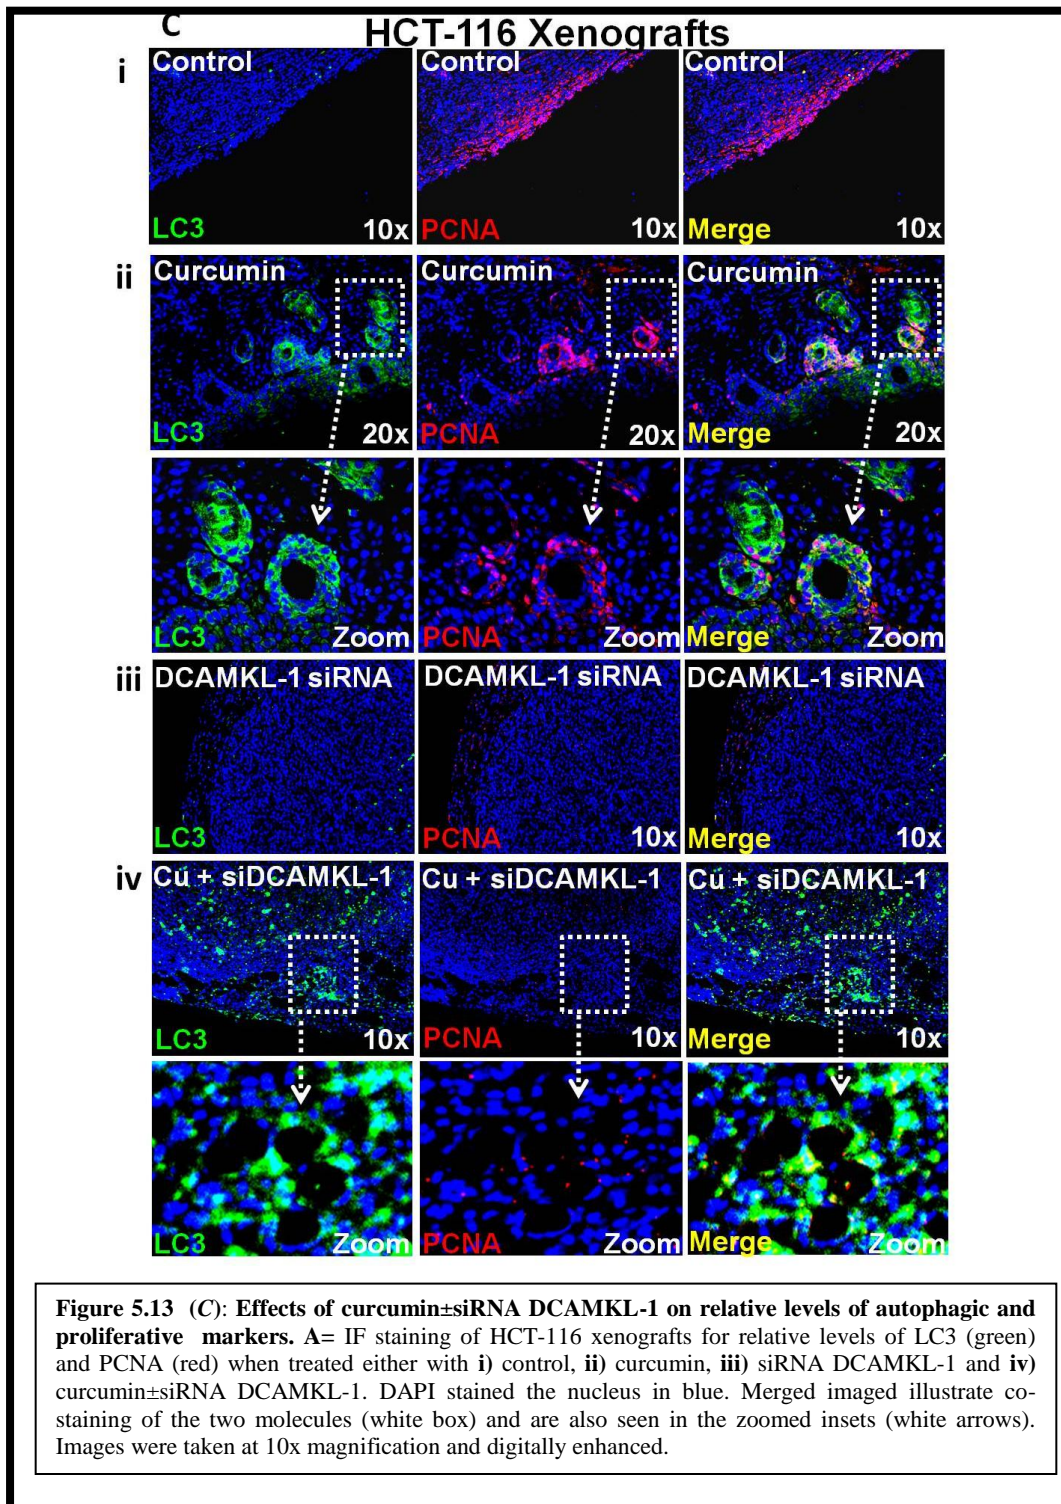 C
HCT-116 Xenografts
i
Control
Control
Control
LC3
10x
PCNA
10x
Merge
10x
ii
Curcumin
Curcumin
Curcumin
LC3
20x
PCNA
20x
Merge
20x
LC3
Zoom
PCNA
Zoom
Merge
Zoom
iii
DCAMKL-1 siRNA
DCAMKL-1 siRNA
DCAMKL-1 siRNA
LC3
PCNA
10x
Merge
10x
iv
Cu + siDCAMKL-1
Cu + siDCAMKL-1
Cu + siDCAMKL-1
LC3
10x
PCNA
10x
Merge
10x
LC3
Zoom
PCNA
Zoom
Merge
Zoom
Figure 5.13 (C): Effects of curcumin±siRNA DCAMKL-1 on relative levels of autophagic and
proliferative markers. A= IF staining of HCT-116 xenografts for relative levels of LC3 (green)
and PCNA (red) when treated either with i) control, ii) curcumin, iii) siRNA DCAMKL-1 and iv)
curcumin±siRNA DCAMKL-1. DAPI stained the nucleus in blue. Merged imaged illustrate co-
staining of the two molecules (white box) and are also seen in the zoomed insets (white arrows).
Images were taken at 10x magnification and digitally enhanced.